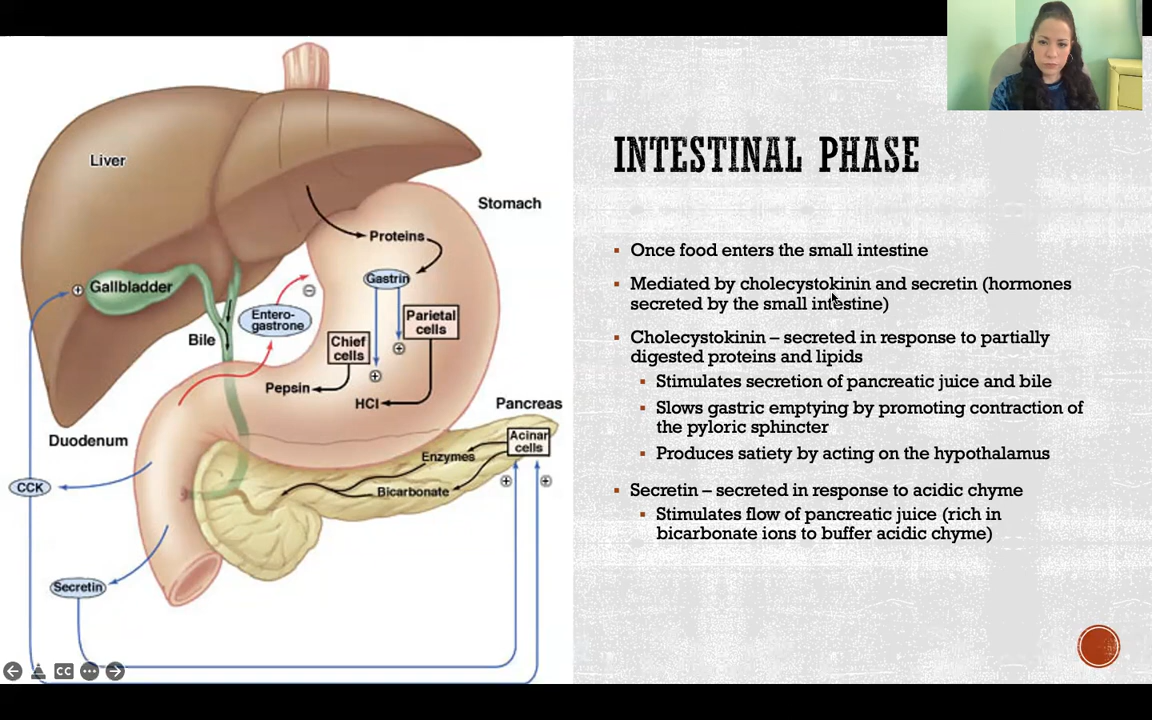 Liver
Stomach
Proteins
Gastrin
Gallbladder
Entero-
gastrone
Parietal
cells
Bile
Chief
cells
Pepsin
HCl
Pancreas
Duodenum
Acinar
cells
Enzymes
Bicarbonate
CCK
Secretin
CC
INTESTINAL PHASE
Once food enters the small intestine
Mediated by cholecystokinin and secretin (hormones
secreted by the small intestine)
Cholecystokinin – secreted in response to partially
digested proteins and lipids
Stimulates secretion of pancreatic juice and bile
Slows gastric emptying by promoting contraction of
the pyloric sphincter
Produces satiety by acting on the hypothalamus
Secretin – secreted in response to acidic chyme
Stimulates flow of pancreatic juice (rich in
bicarbonate ions to buffer acidic chyme)